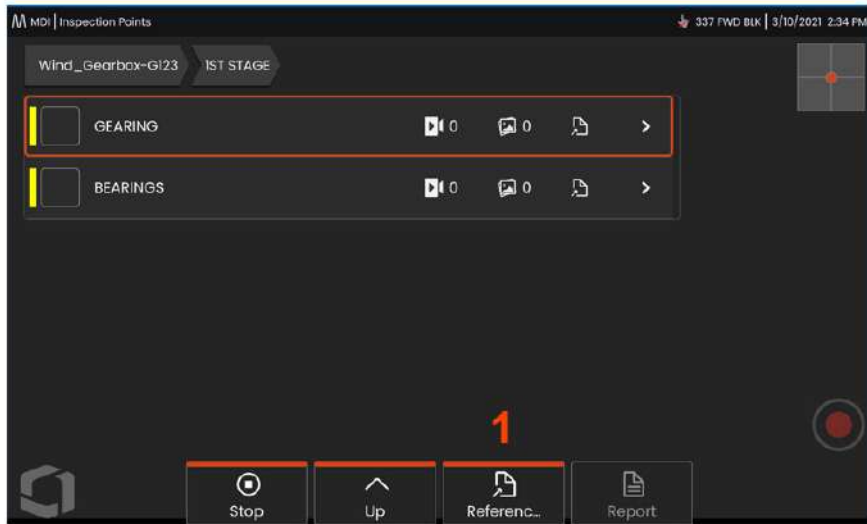 MDI | Inspection Points
337 FWD BLK | 3/10/2021 2:34 PM
Wind_Gearbox-G123
1ST STAGE
GEARING 0 0
BEARINGS 0 0
1
Stop
Up
Referenc...
Report